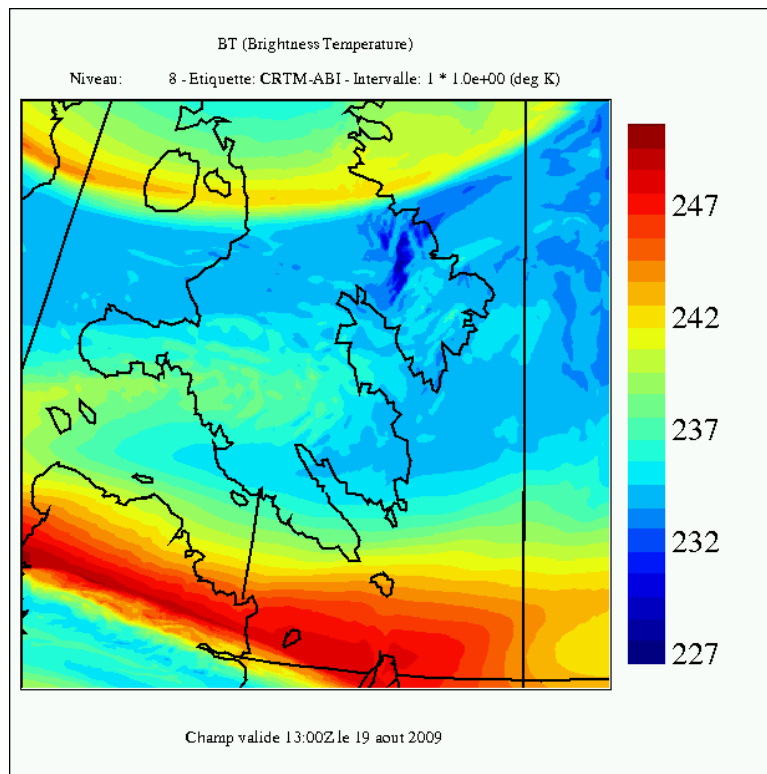 BT (Brightness Temperature)
Niveau: 8 - Etiquette: CRTM-ABI - Intervalle: 1 * 1.0e+00 (deg K)
247
242
237
232
227
Champ valide 13:00Z le 19 aout 2009